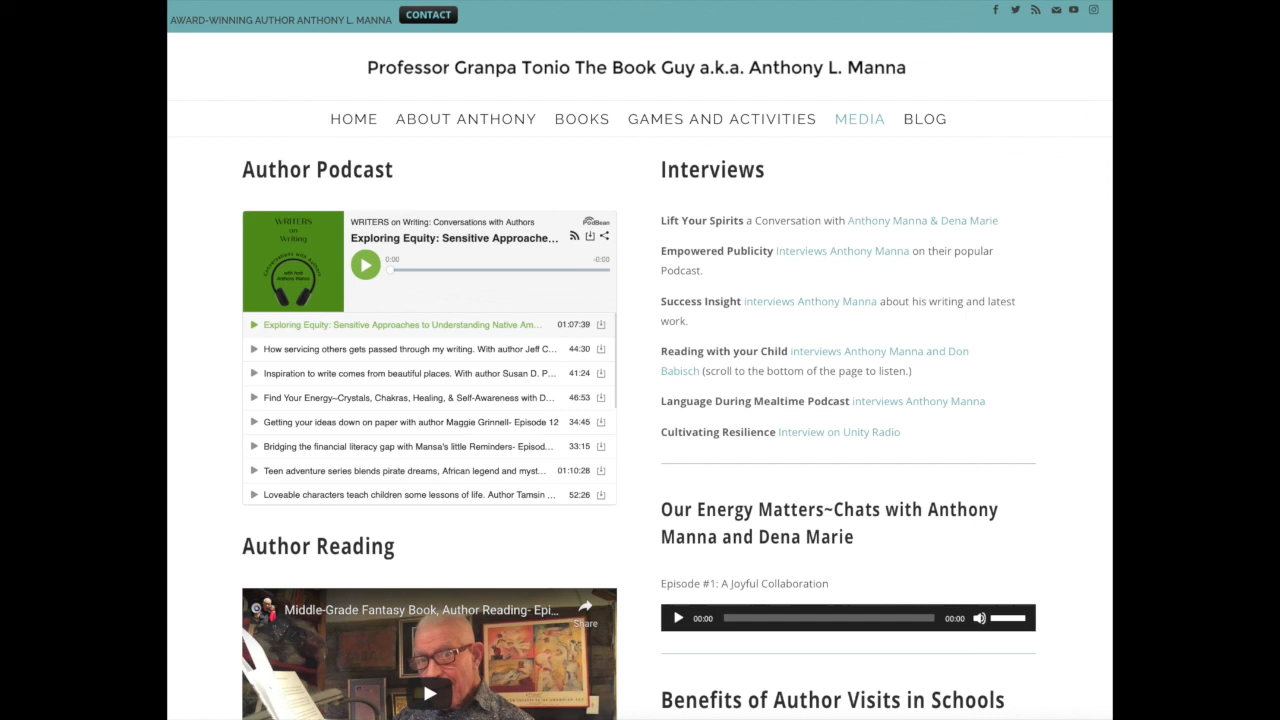 AWARD-WINNING AUTHOR ANTHONY L. MANNA
CONTACT
Professor Granpa Tonio The Book Guy a.k.a. Anthony L. Manna
HOME ABOUT ANTHONY BOOKS GAMES AND ACTIVITIES MEDIA BLOG
Author Podcast
WRITERS
on
Writing
Conversations with Authors
with host
Anthony Manna
WRITERS on Writing: Conversations with Authors
PodBean
Exploring Equity: Sensitive Approache...
0:00 -0:00
Exploring Equity: Sensitive Approaches to Understanding Native Am... 01:07:39
How servicing others gets passed through my writing. With author Jeff C... 44:30
Inspiration to write comes from beautiful places. With author Susan D. P... 41:24
Find Your Energy~Crystals, Chakras, Healing, & Self-Awareness with D... 46:53
Getting your ideas down on paper with author Maggie Grinnell- Episode 12 34:45
Bridging the financial literacy gap with Mansa's little Reminders- Episod... 33:15
Teen adventure series blends pirate dreams, African legend and myst... 01:10:28
Loveable characters teach children some lessons of life. Author Tamsin ... 52:26
Author Reading
Middle-Grade Fantasy Book, Author Reading- Epi...
Share
Interviews
Lift Your Spirits a Conversation with Anthony Manna & Dena Marie
Empowered Publicity Interviews Anthony Manna on their popular
Podcast.
Success Insight interviews Anthony Manna about his writing and latest
work.
Reading with your Child interviews Anthony Manna and Don
Babisch (scroll to the bottom of the page to listen.)
Language During Mealtime Podcast interviews Anthony Manna
Cultivating Resilience Interview on Unity Radio
Our Energy Matters~Chats with Anthony
Manna and Dena Marie
Episode #1: A Joyful Collaboration
00:00 00:00
Benefits of Author Visits in Schools